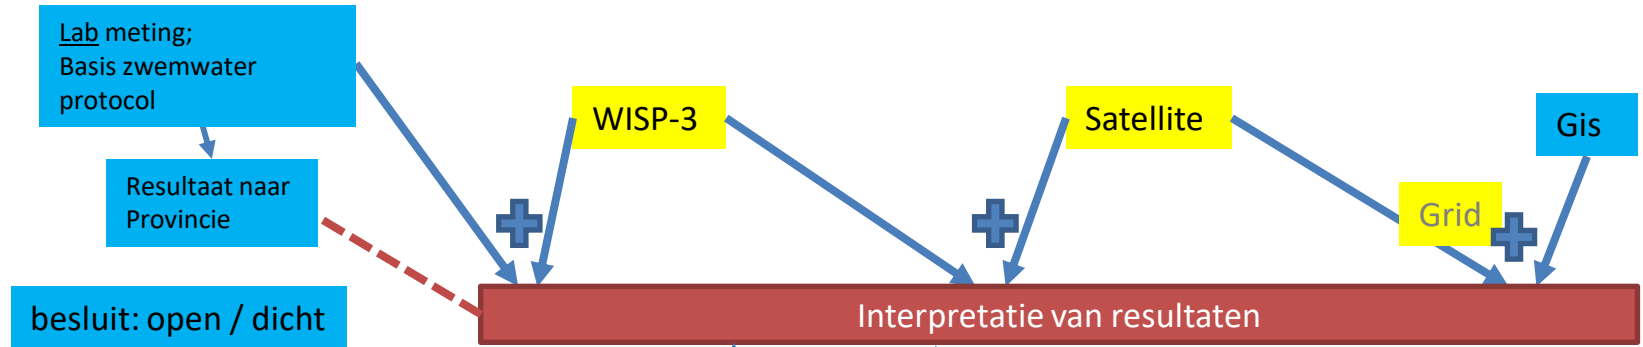 Lab meting;
Basis zwemwater
protocol
WISP-3
Satellite
Gis
Resultaat naar
Provincie
Grid
besluit: open / dicht
Interpretatie van resultaten